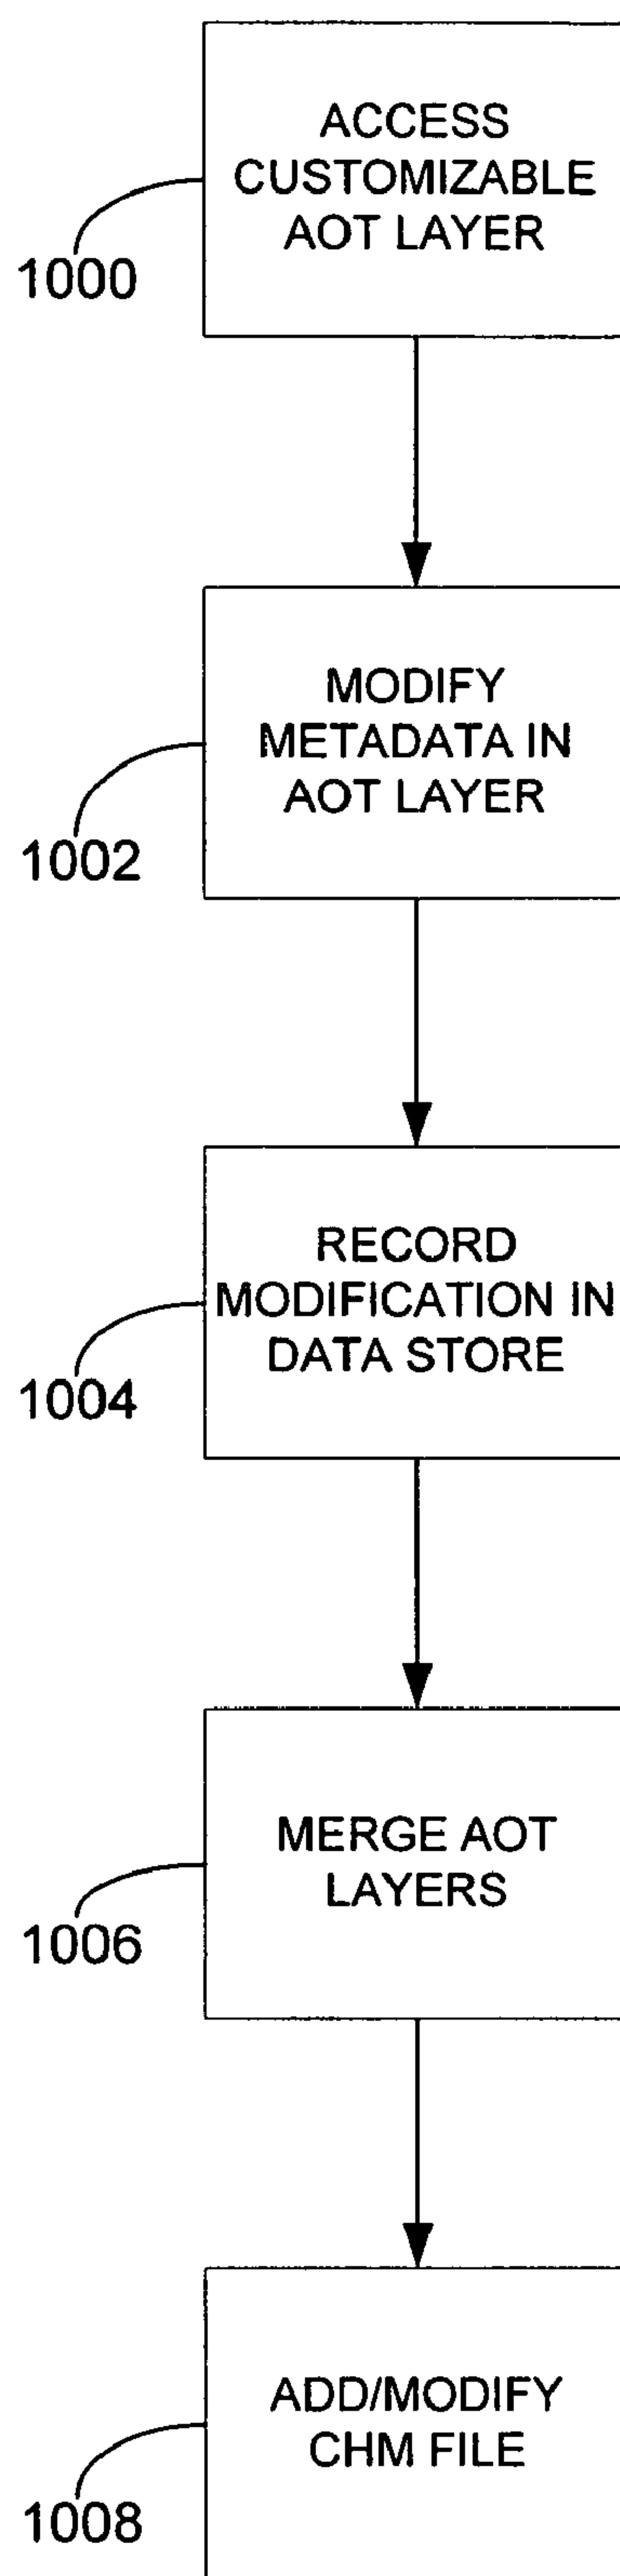 ACCESS
CUSTOMIZABLE
AOT LAYER
1000
MODIFY
METADATA IN
AOT LAYER
1002
RECORD
MODIFICATION IN
DATA STORE
1004
MERGE AOT
LAYERS
1006
ADD/MODIFY
CHM FILE
1008